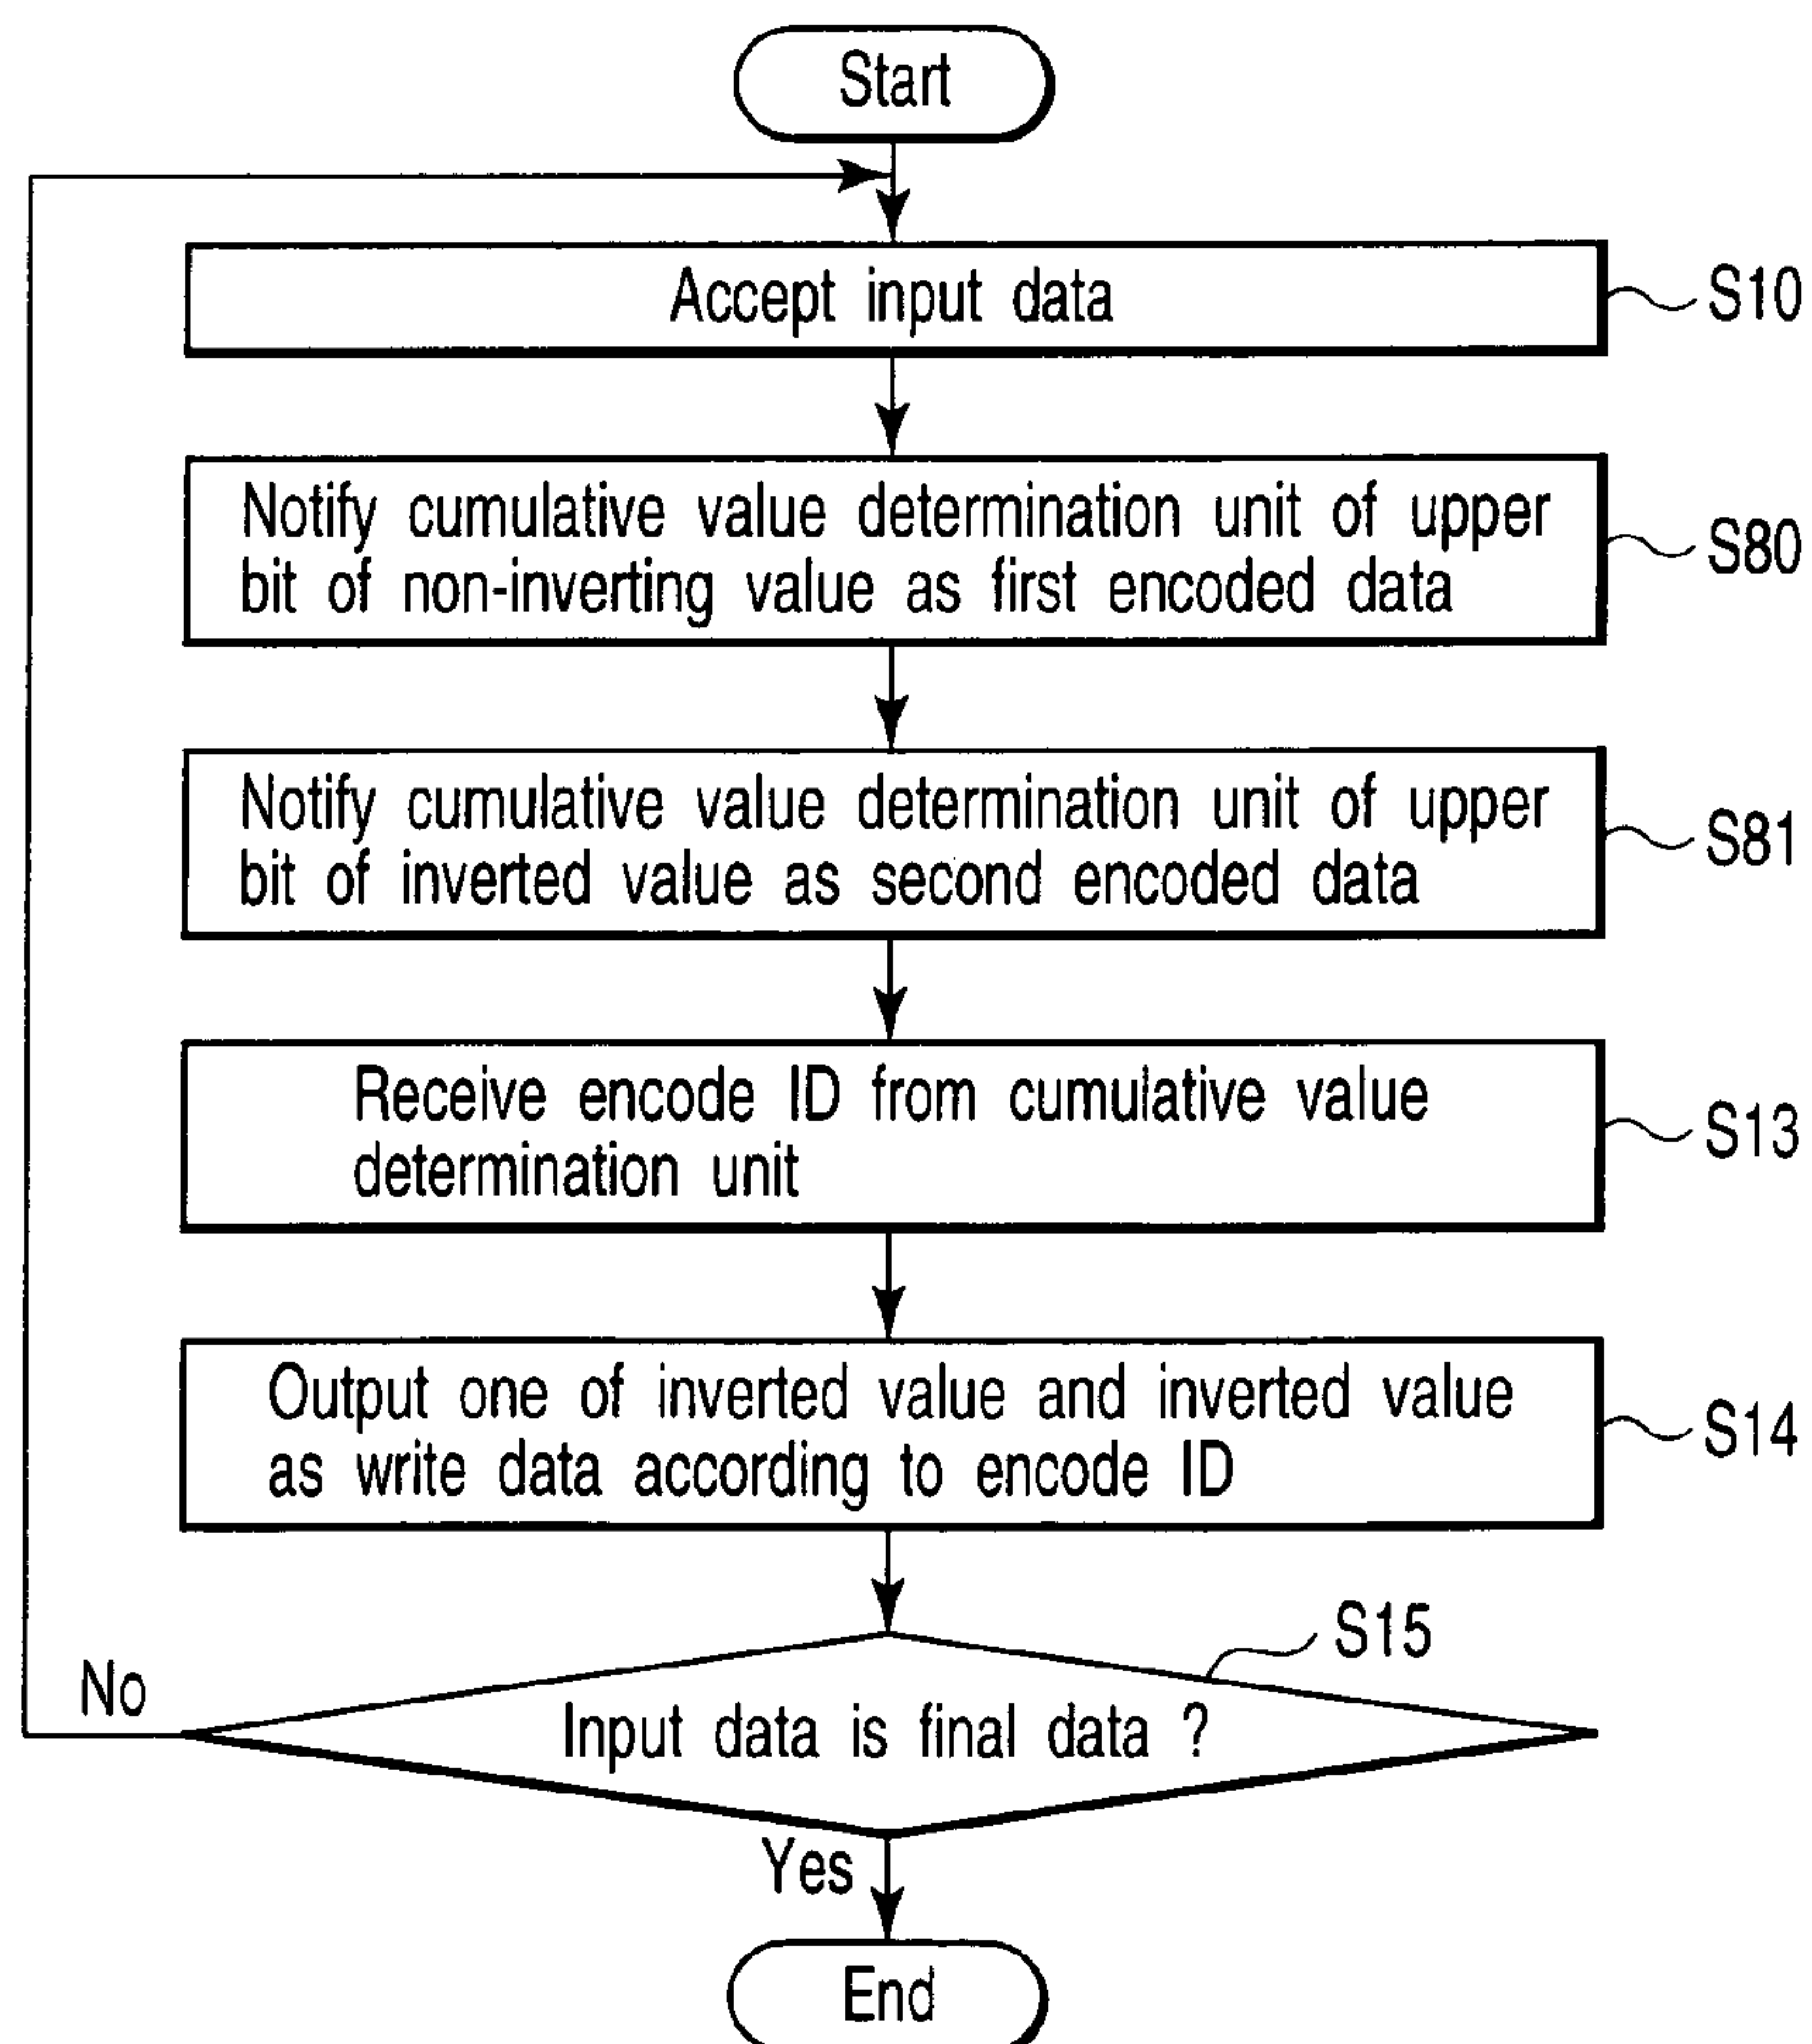 Start
Accept input data
S10
Notify cumulative value determination unit of upper
bit of non-inverting value as first encoded data
S80
Notify cumulative value determination unit of upper
bit of inverted value as second encoded data
S81
Receive encode ID from cumulative value
determination unit
S13
Output one of inverted value and inverted value
as write data according to encode ID
S14
S15
No
Input data is final data ?
Yes
End